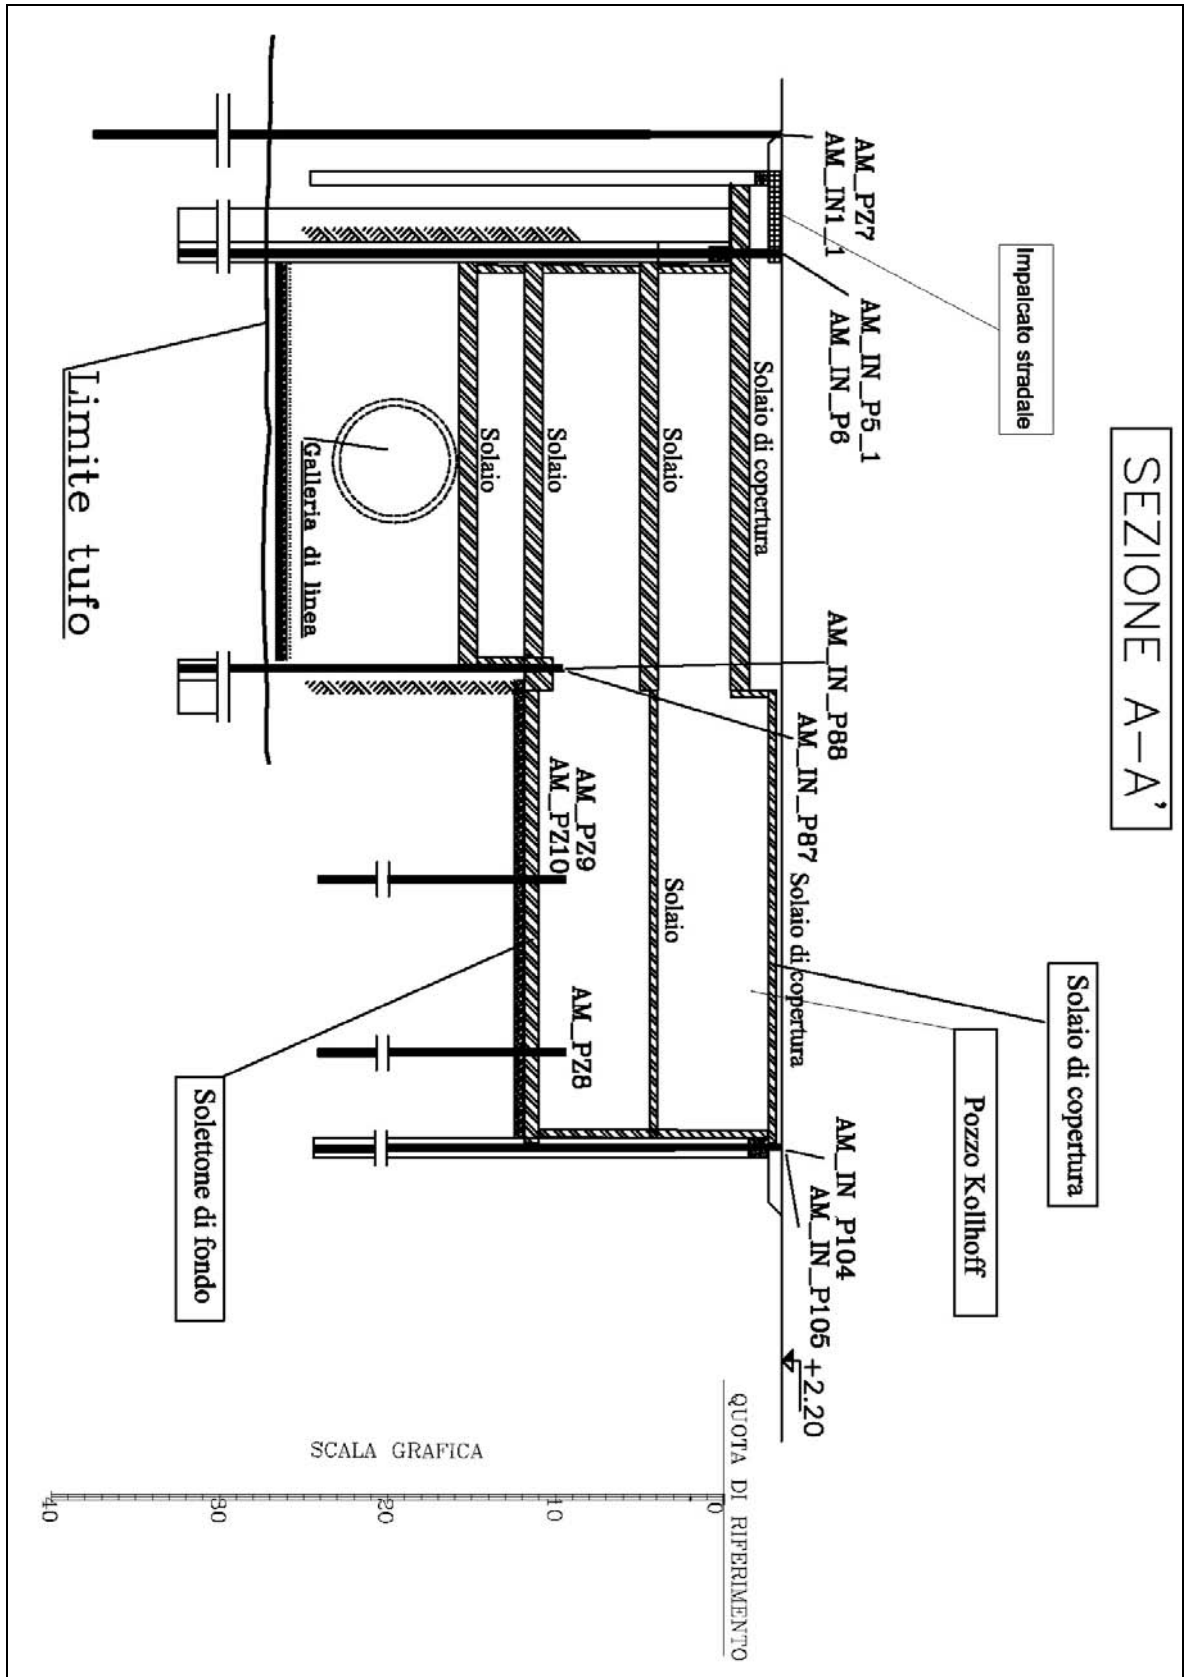 SEZIONE A-A'
Impalcato stradale
AM_PZ7
AM_IN1_1
AM_IN_P5_1
AM_IN_P6
AM_IN_P88
AM_IN_P87
Solaio di copertura
Pozzo Kollhoff
AM_IN_P104
AM_IN_P105
+2.20
Solaio di copertura
Solaio di copertura
Solaio
Solaio
Solaio
Solaio
AM_PZ9
AM_PZ10
AM_PZ8
Galleria di linea
Limite tufo
Solettone di fondo
QUOTA DI RIFERIMENTO
SCALA GRAFICA
0
10
20
30
40